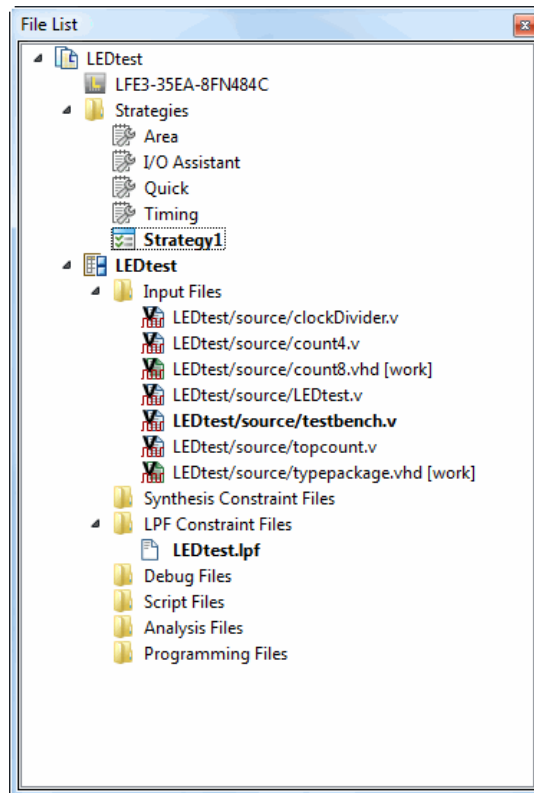 File List
LEDtest
LFE3-35EA-8FN484C
Strategies
Area
I/O Assistant
Quick
Timing
Strategy1
LEDtest
Input Files
LEDtest/source/clockDivider.v
LEDtest/source/count4.v
LEDtest/source/count8.vhd [work]
LEDtest/source/LEDtest.v
LEDtest/source/testbench.v
LEDtest/source/topcount.v
LEDtest/source/typepackage.vhd [work]
Synthesis Constraint Files
LPF Constraint Files
LEDtest.lpf
Debug Files
Script Files
Analysis Files
Programming Files